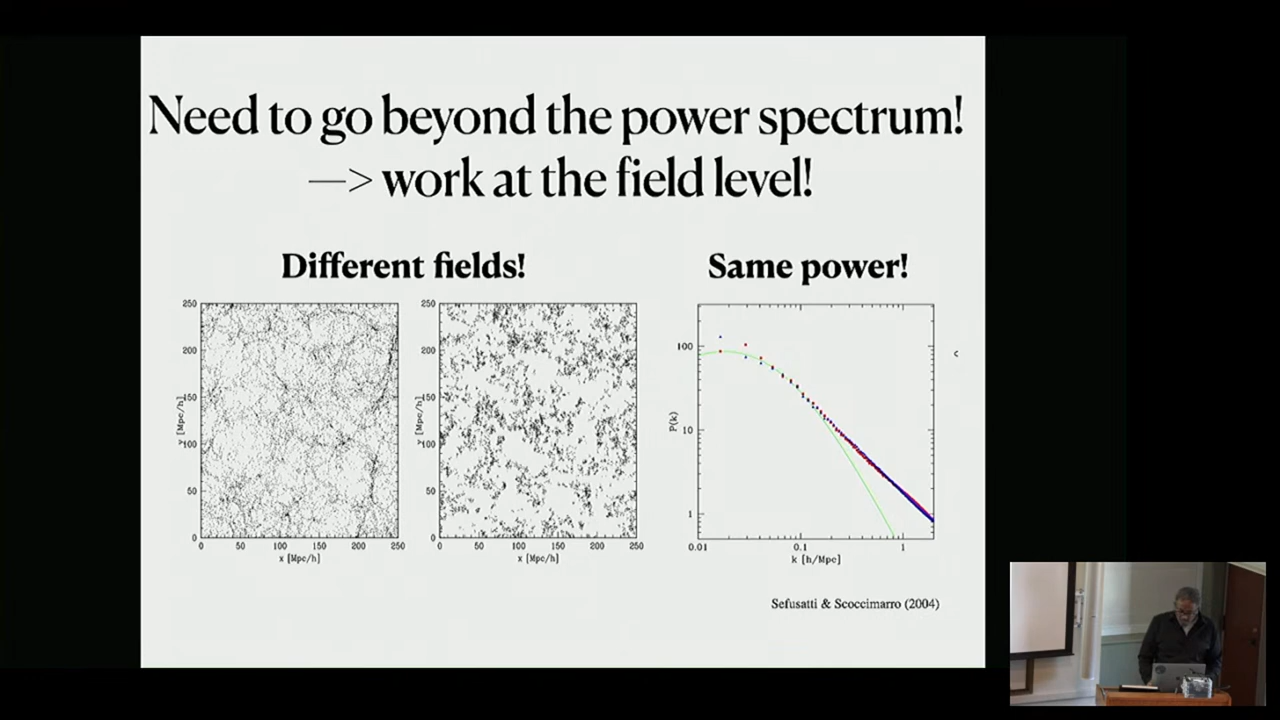 Need to go beyond the power spectrum!
—> work at the field level!
Different fields!
Same power!
250
200
150
100
50
0
y [Mpc/h]
0 50 100 150 200 250
x [Mpc/h]
250
200
150
100
50
0
y [Mpc/h]
0 50 100 150 200 250
x [Mpc/h]
100
10
1
P(k)
0.01 0.1 1
k [h/Mpc]
Sefusatti & Scoccimarro (2004)